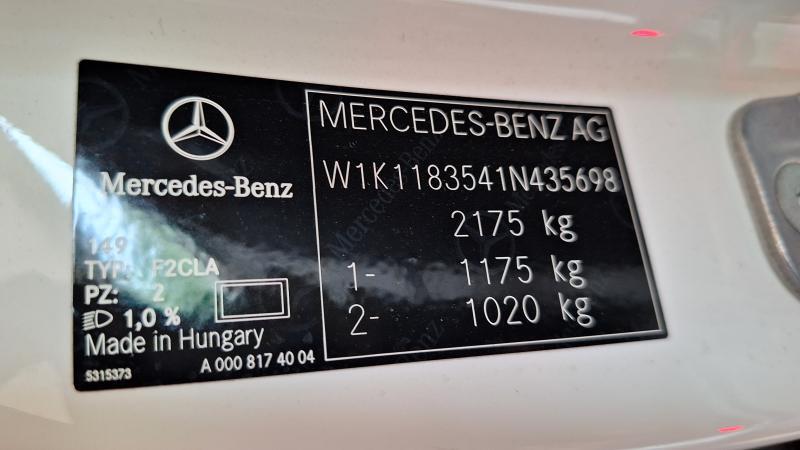 Mercedes-Benz
149
TYP: F2CLA
PZ: 2
1,0 %
Made in Hungary
5315373
A 000 817 40 04
MERCEDES-BENZ AG
W1K1183541N435698
2175 kg
1- 1175 kg
2- 1020 kg